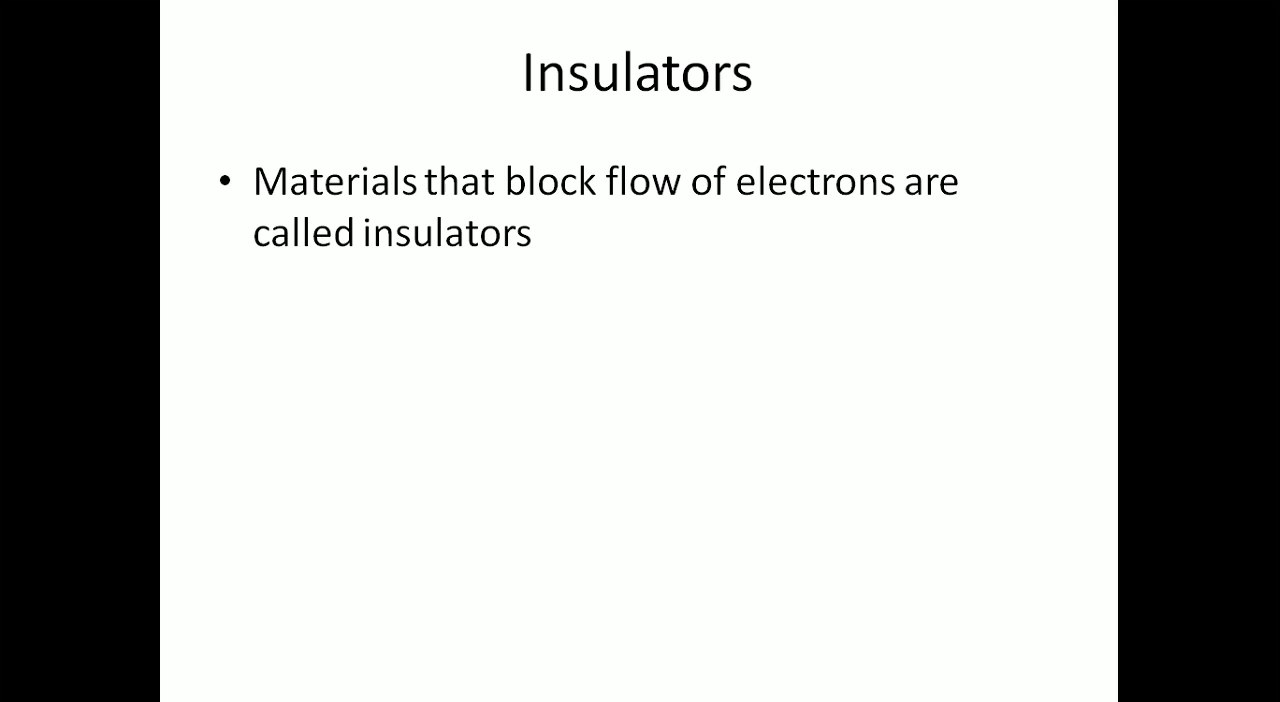 Insulators
• Materials that block flow of electrons are
called insulators